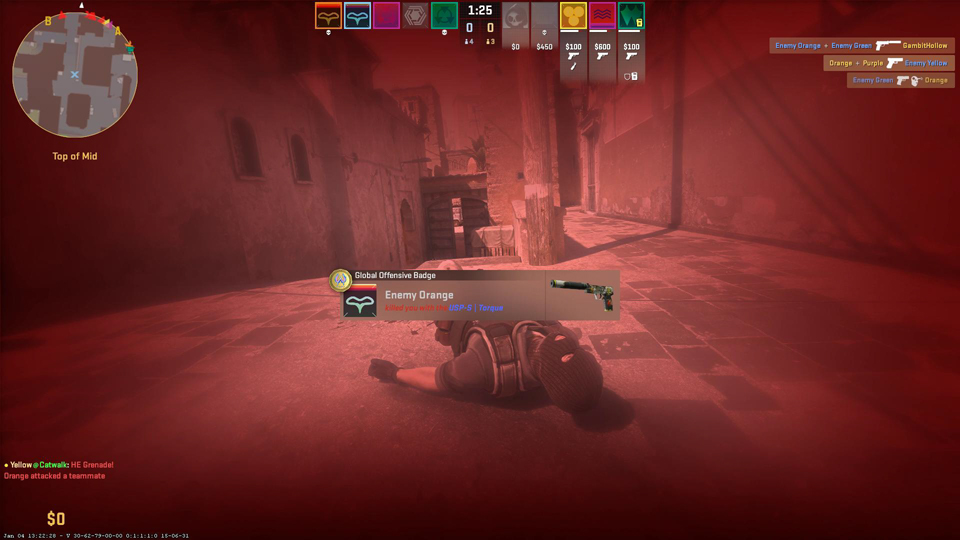 B
A
Top of Mid
1:25
0 0
4 3
$0 $450 $100 $600 $100
Enemy Orange + Enemy Green GambitHollow
Orange + Purple Enemy Yellow
Enemy Green Orange
Global Offensive Badge
Enemy Orange
killed you with the USP-S | Torque
Yellow @ Catwalk: HE Grenade!
Orange attacked a teammate
$0